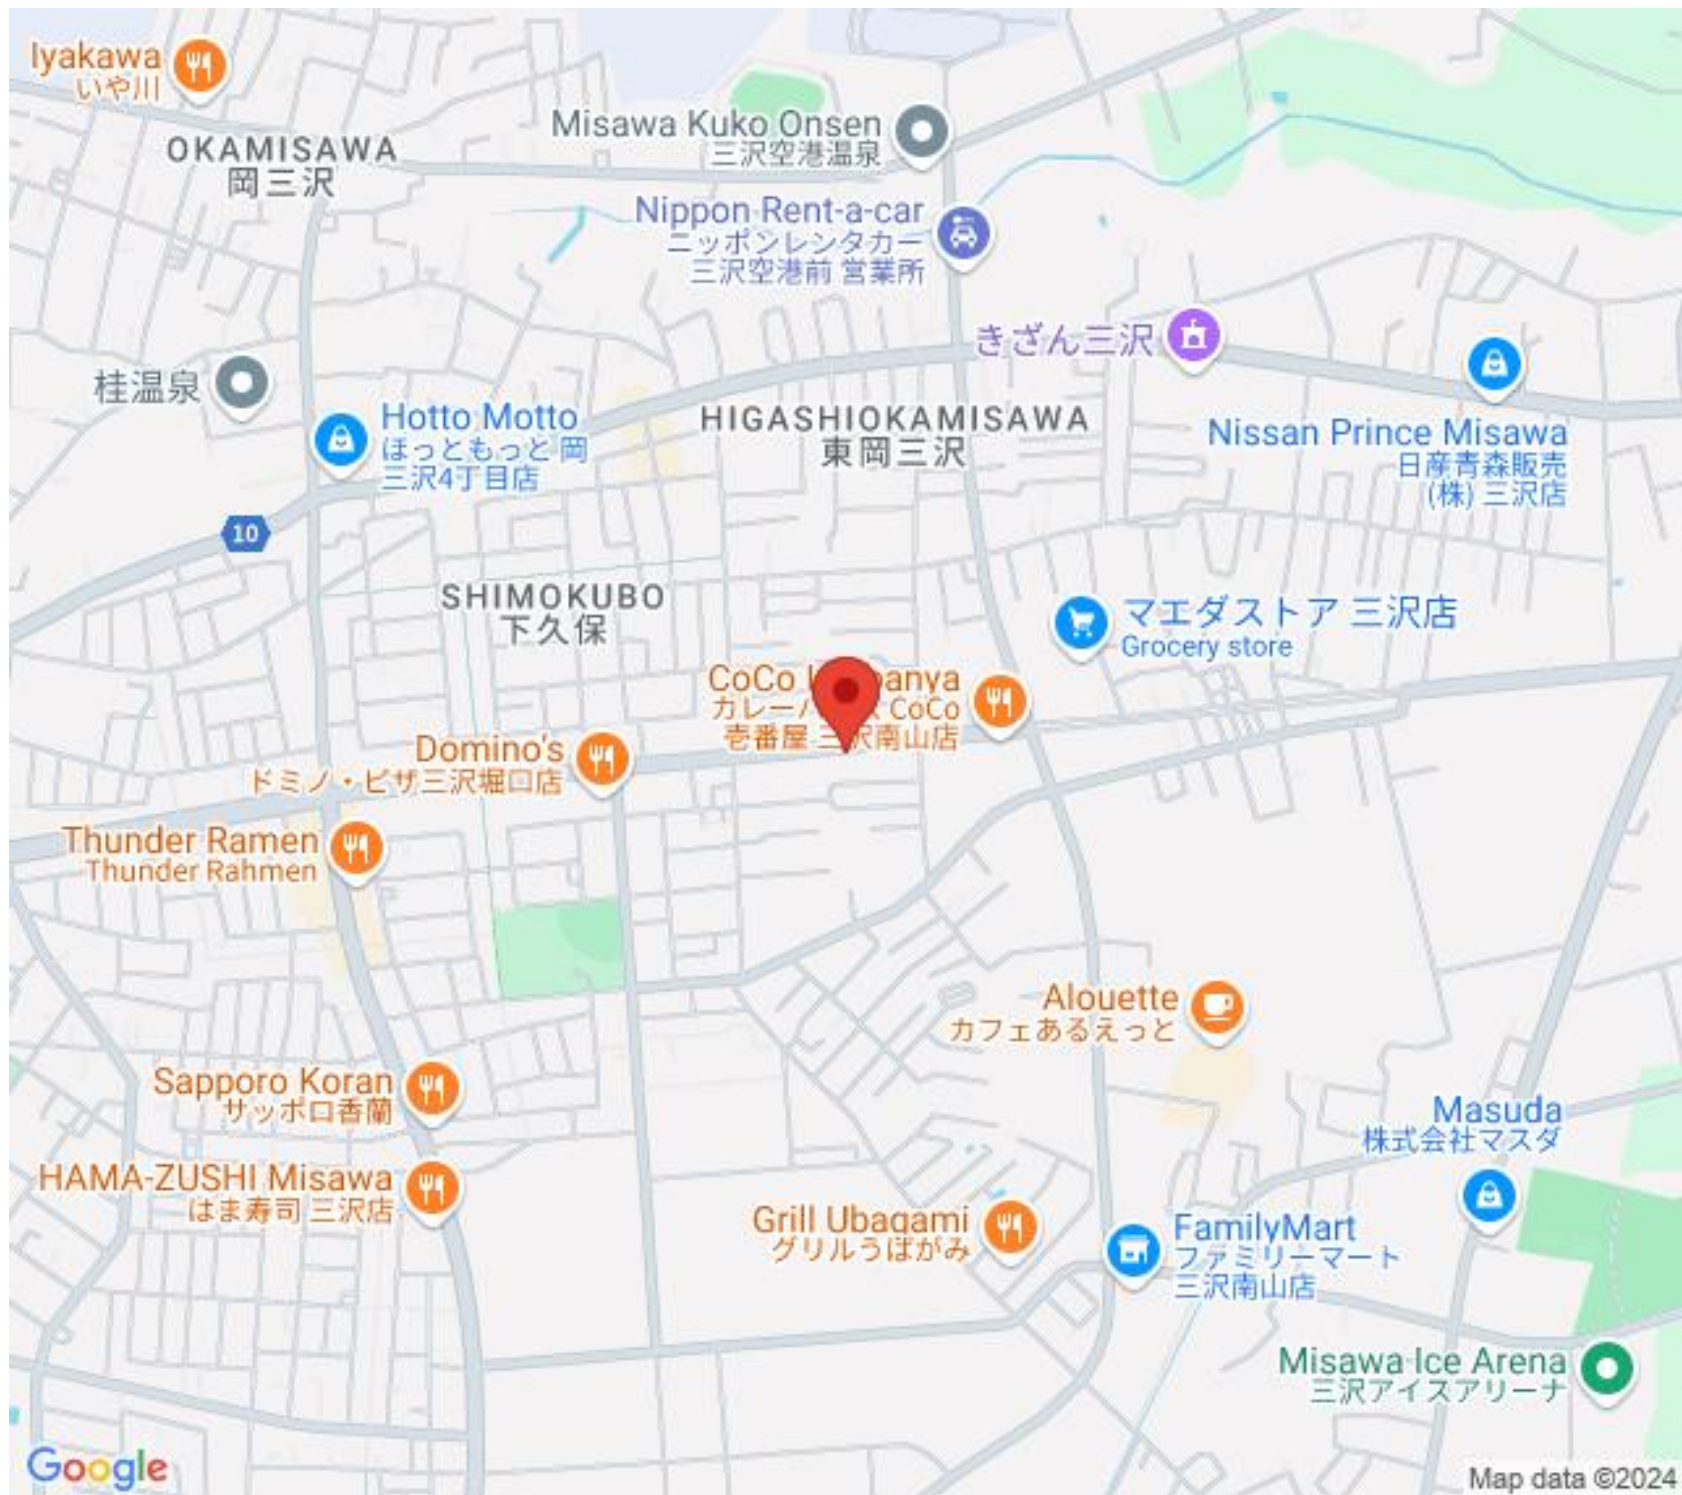 Iyakawa
いや川
OKAMISAWA
岡三沢
Misawa Kuko Onsen
三沢空港温泉
Nippon Rent-a-car
ニッポンレンタカー
三沢空港前 営業所
きざん三沢
桂温泉
Hotto Motto
ほっともっと 岡
三沢4丁目店
HIGASHIOKAMISAWA
東岡三沢
Nissan Prince Misawa
日産青森販売
(株) 三沢店
10
SHIMOKUBO
下久保
マエダストア 三沢店
Grocery store
CoCo
カレー CoCo
壱番屋 三沢南山店
Domino's
ドミノ・ピザ三沢堀口店
Thunder Ramen
Thunder Rahmen
Alouette
カフェあるえっと
Sapporo Koran
サッポロ香蘭
Masuda
株式会社マスダ
HAMA-ZUSHI Misawa
はま寿司 三沢店
Grill Ubagami
グリルうばがみ
FamilyMart
ファミリーマート
三沢南山店
Misawa Ice Arena
三沢アイスアリーナ
Google
Map data ©2024